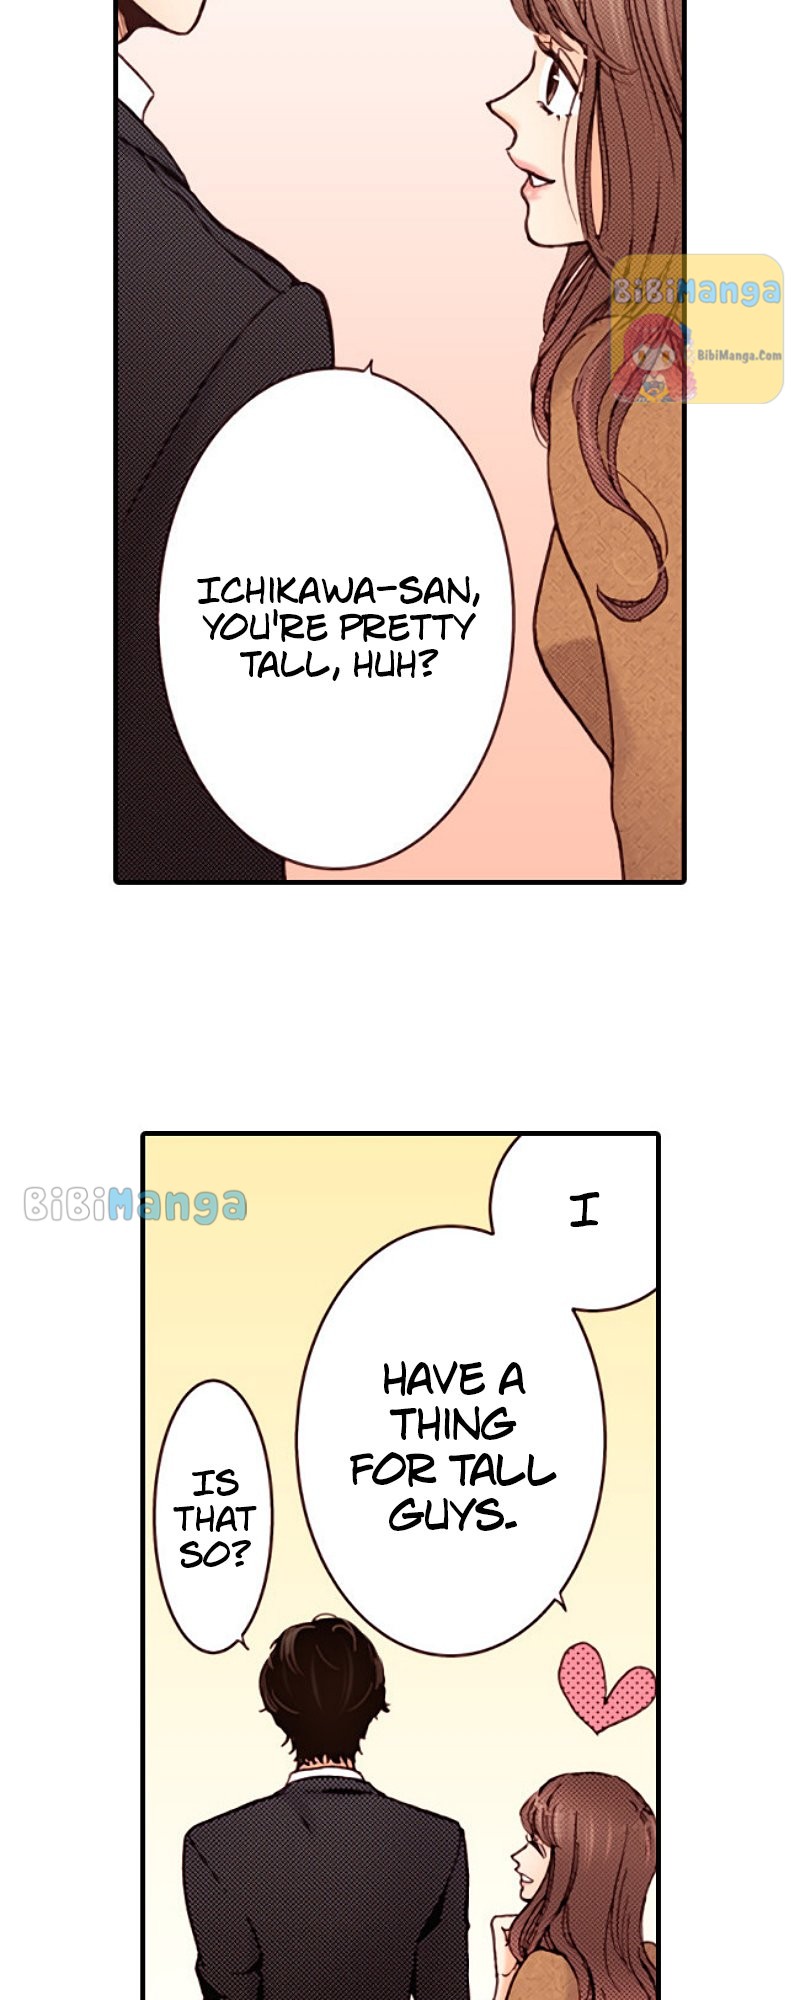 BiBiManga
BibiManga.Com
ICHIKAWA-SAN,
YOU'RE PRETTY
TALL, HUH?
BiBiManga
I
HAVE A
THING
FOR TALL
GUYS.
IS
THAT
SO?